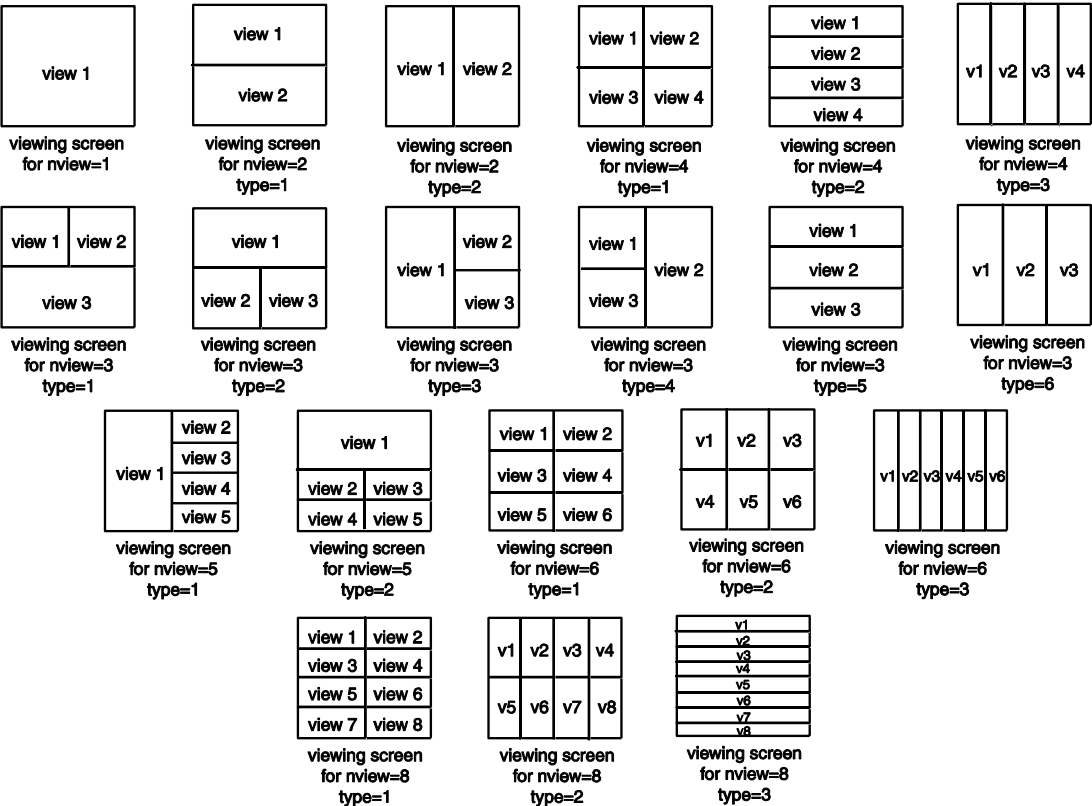 view 1
viewing screen
for nview=1
view 1
view 2
viewing screen
for nview=2
type=1
view 1 view 2
viewing screen
for nview=2
type=2
view 1 view 2
view 3 view 4
viewing screen
for nview=4
type=1
view 1
view 2
view 3
view 4
viewing screen
for nview=4
type=2
v1 v2 v3 v4
viewing screen
for nview=4
type=3
view 1 view 2
view 3
viewing screen
for nview=3
type=1
view 1
view 2 view 3
viewing screen
for nview=3
type=2
view 1
view 2
view 3
viewing screen
for nview=3
type=3
view 1
view 2
view 3
viewing screen
for nview=3
type=4
view 1
view 2
view 3
viewing screen
for nview=3
type=5
v1 v2 v3
viewing screen
for nview=3
type=6
view 1
view 2
view 3
view 4
view 5
viewing screen
for nview=5
type=1
view 1
view 2 view 3
view 4 view 5
viewing screen
for nview=5
type=2
view 1 view 2
view 3 view 4
view 5 view 6
viewing screen
for nview=6
type=1
v1 v2 v3
v4 v5 v6
viewing screen
for nview=6
type=2
v1 v2 v3 v4 v5 v6
viewing screen
for nview=6
type=3
view 1 view 2
view 3 view 4
view 5 view 6
view 7 view 8
viewing screen
for nview=8
type=1
v1 v2 v3 v4
v5 v6 v7 v8
viewing screen
for nview=8
type=2
v1
v2
v3
v4
v5
v6
v7
v8
viewing screen
for nview=8
type=3